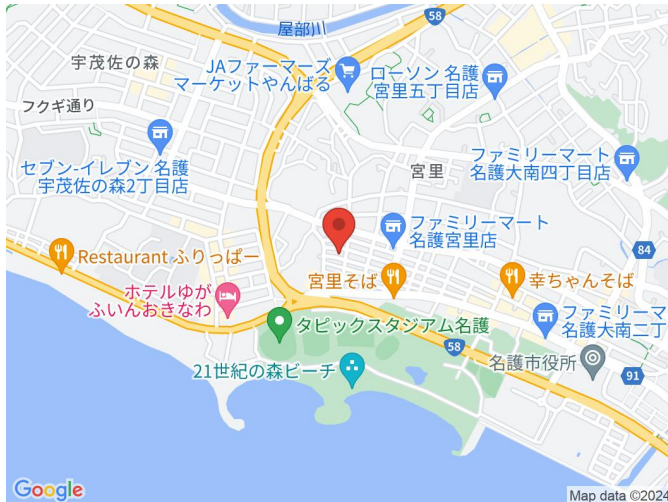 58
屋部川
宇茂佐の森
JAファーマーズ
マーケットやんばる
ローソン 名護
宮里五丁目店
フクギ通り
セブン-イレブン 名護
宇茂佐の森2丁目店
宮里
ファミリーマート
名護大南四丁目店
ファミリーマート
名護宮里店
84
Restaurant ふりっぱー
宮里そば
幸ちゃんそば
ホテルゆが
ふいんおきなわ
タピックスタジアム名護
ファミリーマ
名護大南二丁
58
21世紀の森ビーチ
名護市役所
91
Google
Map data ©2024